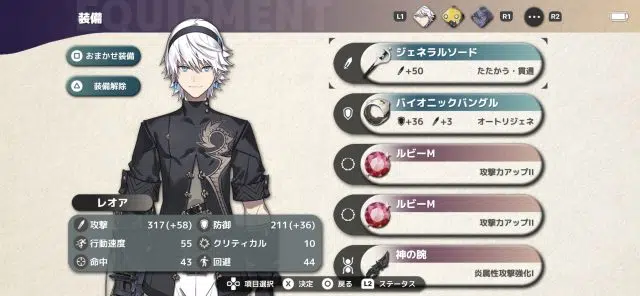 EQUIPMENT
装備
L1
R1
R2
おまかせ装備
装備解除
ジェネラルソード
+50
たたかう・貫通
バイオニックバングル
+36 +3
オートリジェネ
ルビーM
攻撃力アップII
ルビーM
攻撃力アップII
神の腕
炎属性攻撃強化I
レオア
攻撃 317(+58) 防御 211(+36)
行動速度 55 クリティカル 10
命中 43 回避 44
項目選択 決定 戻る L2 ステータス